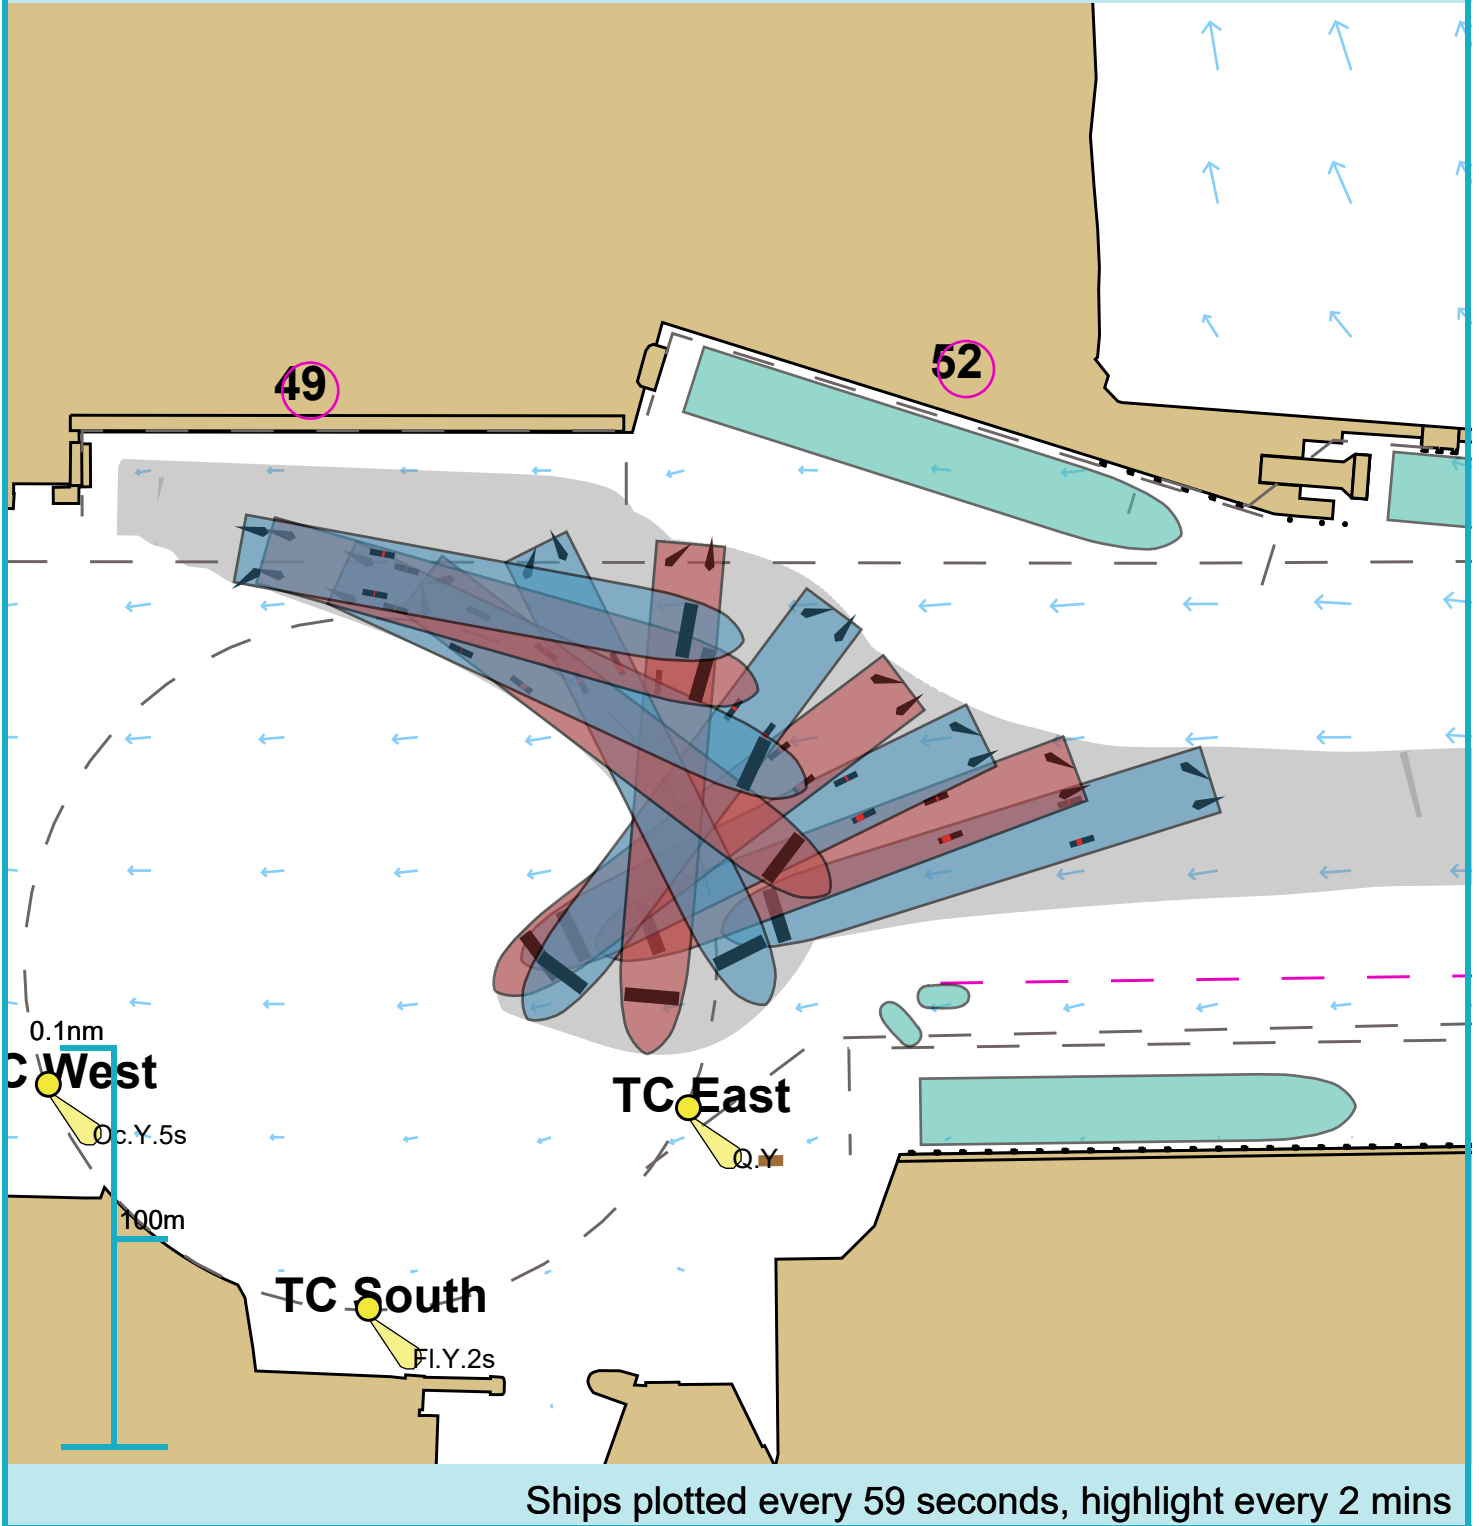 52
49
0.1nm
C West
TC East
Oc.Y.5s
Q.Y
100m
TC South
Fl.Y.2s
Ships plotted every 59 seconds, highlight every 2 mins